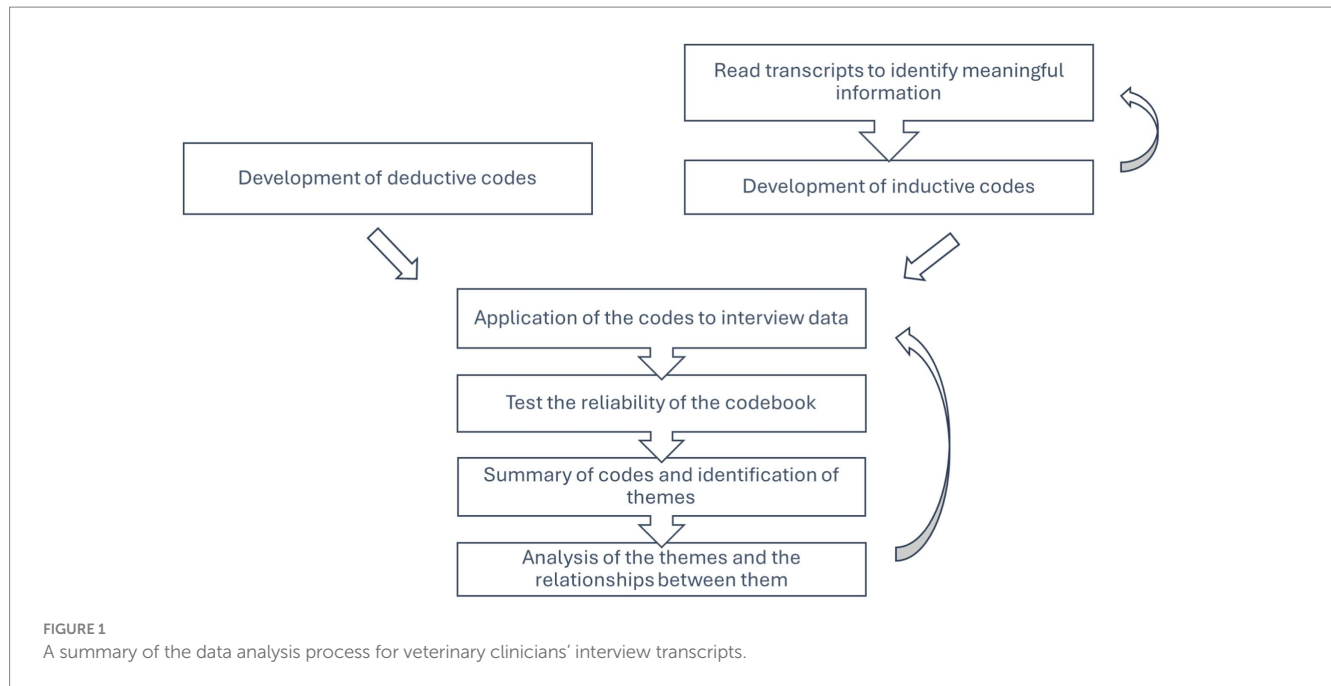 Read transcripts to identify meaningful
information
Development of deductive codes
Development of inductive codes
Application of the codes to interview data
Test the reliability of the codebook
Summary of codes and identification of
themes
Analysis of the themes and the
relationships between them
FIGURE 1
A summary of the data analysis process for veterinary clinicians’ interview transcripts.